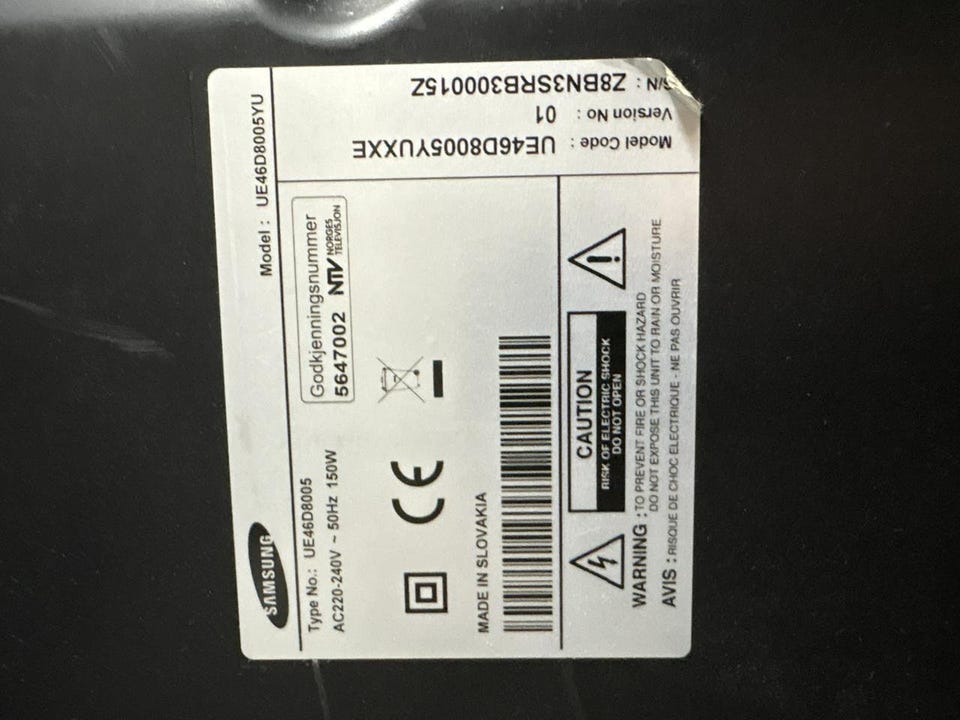 SAMSUNG
Model : UE46D8005YU
Type No.: UE46D8005
AC220-240V ~ 50Hz 150W
Godkjenningsnummer
5647002 NTV NORGES TELEVISJON
CE
MADE IN SLOVAKIA
CAUTION
RISK OF ELECTRIC SHOCK
DO NOT OPEN
WARNING : TO PREVENT FIRE OR SHOCK HAZARD
DO NOT EXPOSE THIS UNIT TO RAIN OR MOISTURE
AVIS : RISQUE DE CHOC ELECTRIQUE - NE PAS OUVRIR
Model Code : UE46D8005YUXXE
Version No : 01
S/N : Z8BN3SRB300015Z